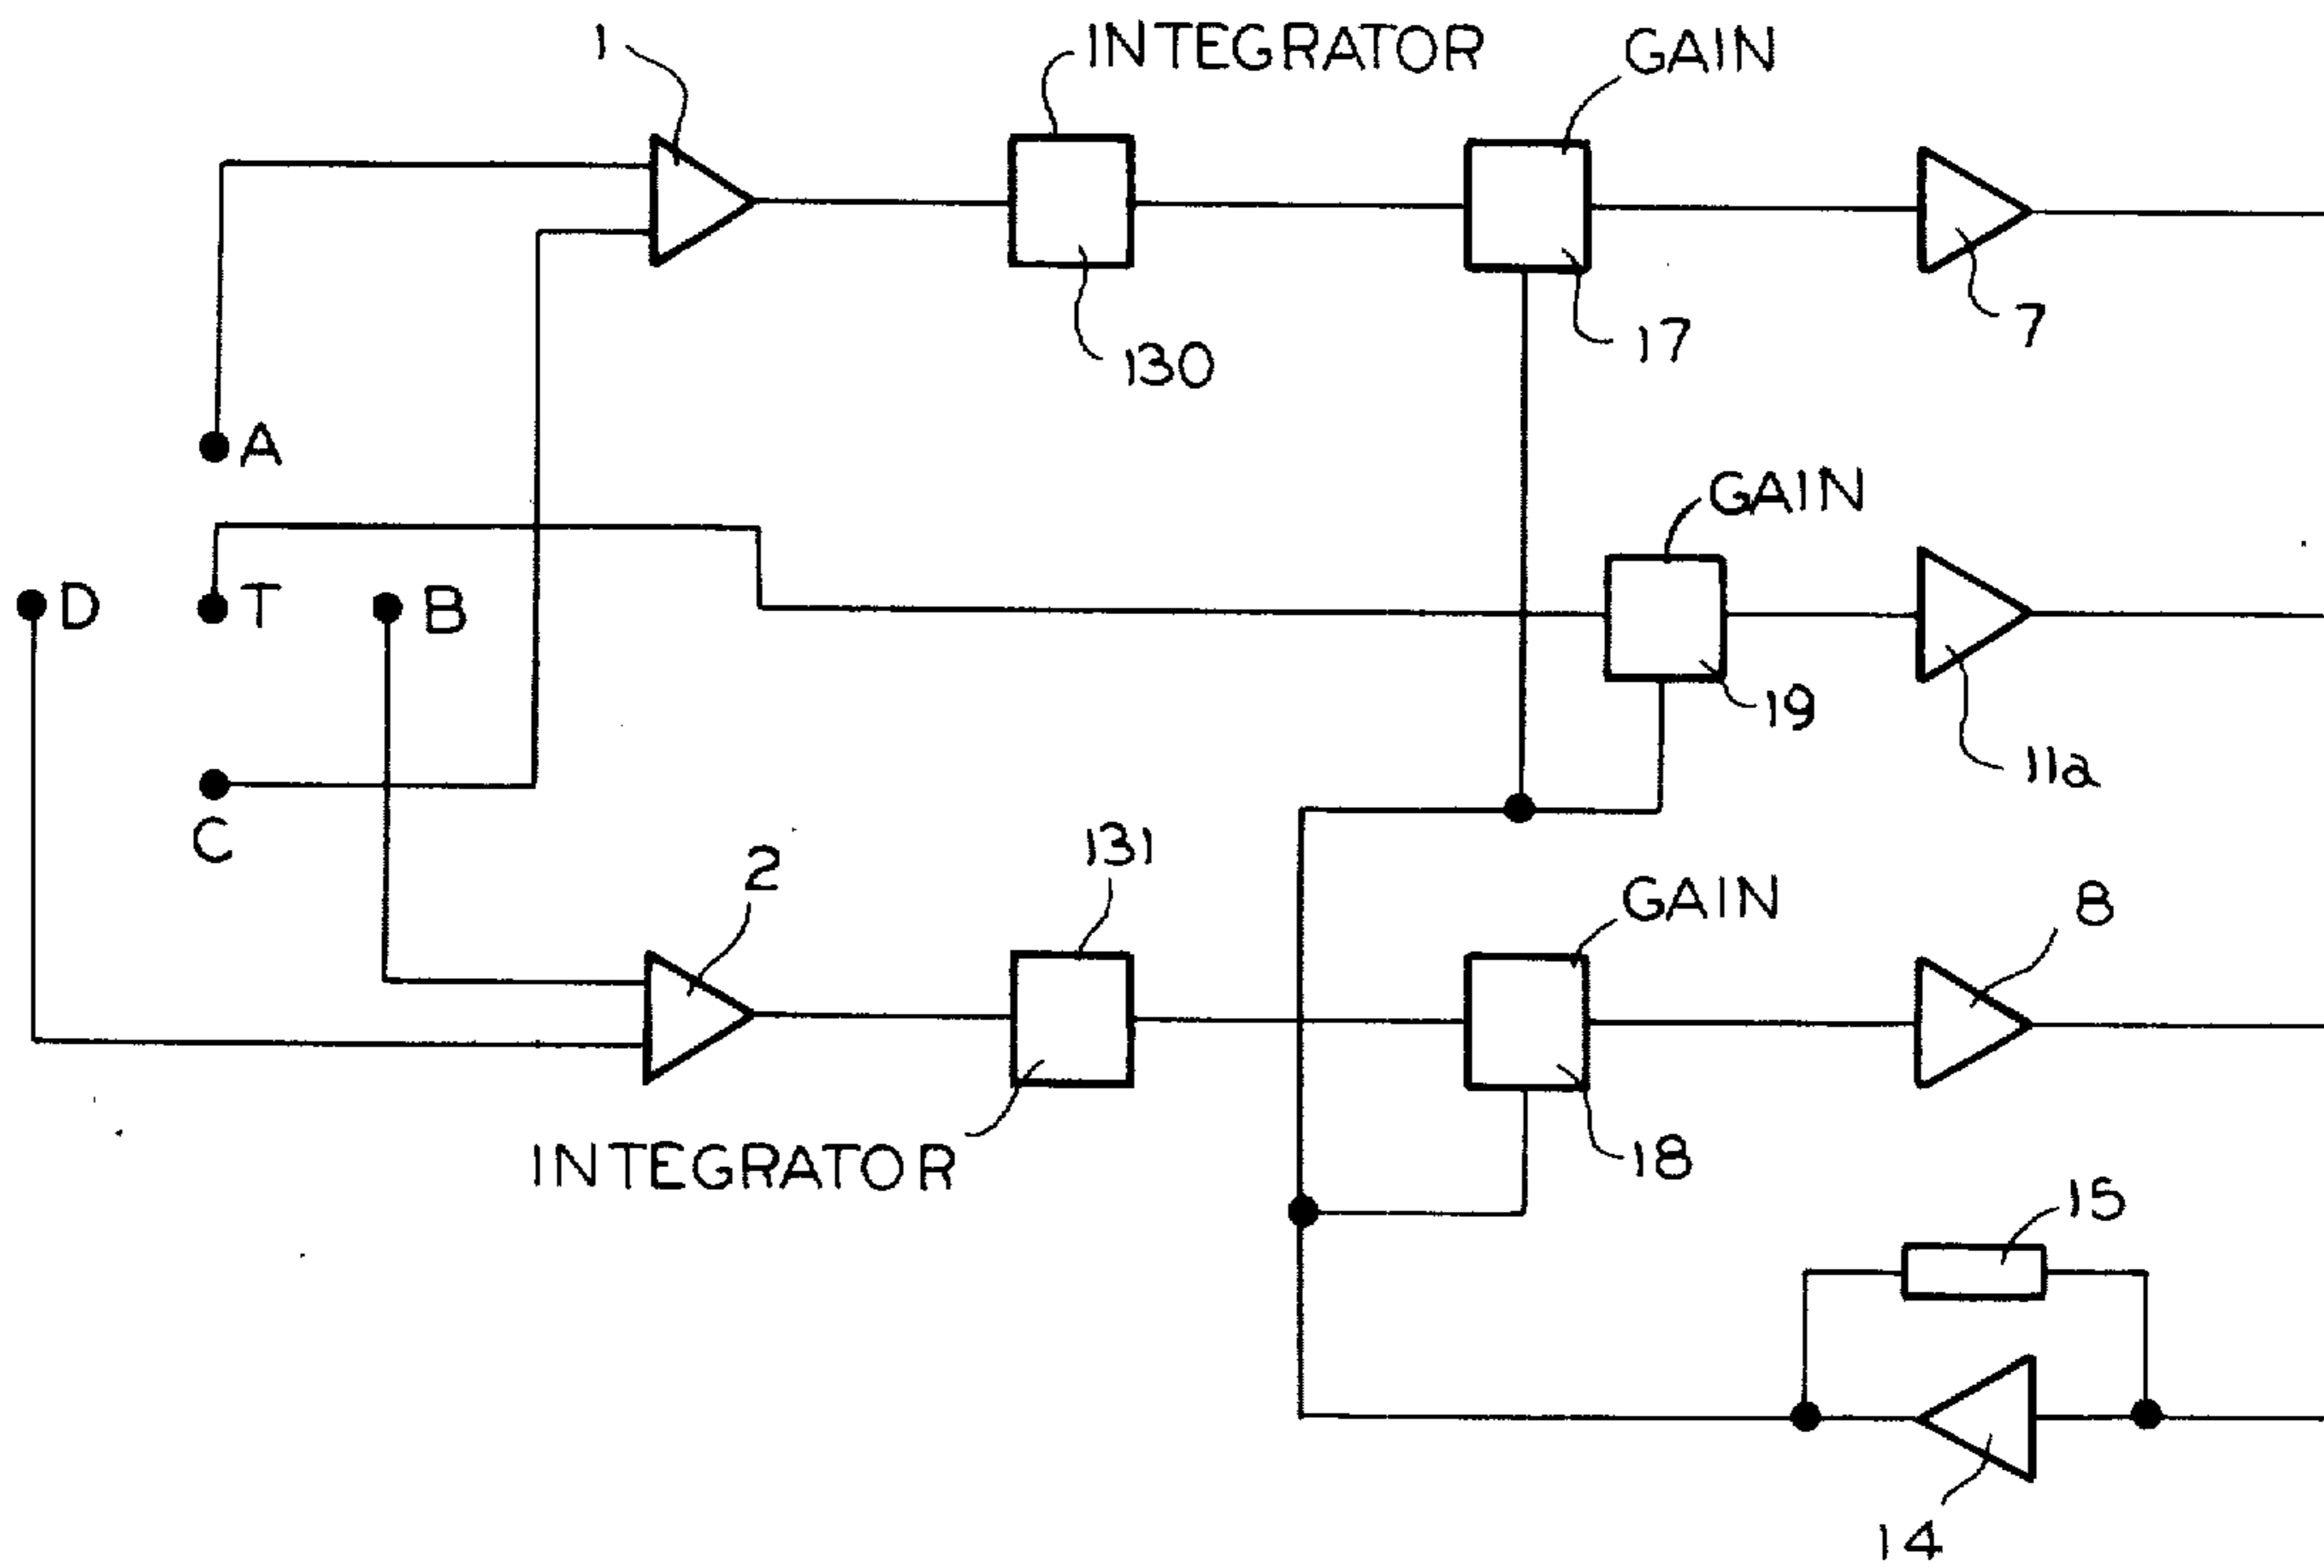 1
INTEGRATOR
GAIN
130
17
7
A
GAIN
D
T
B
19
11a
C
131
2
GAIN
8
INTEGRATOR
18
15
14